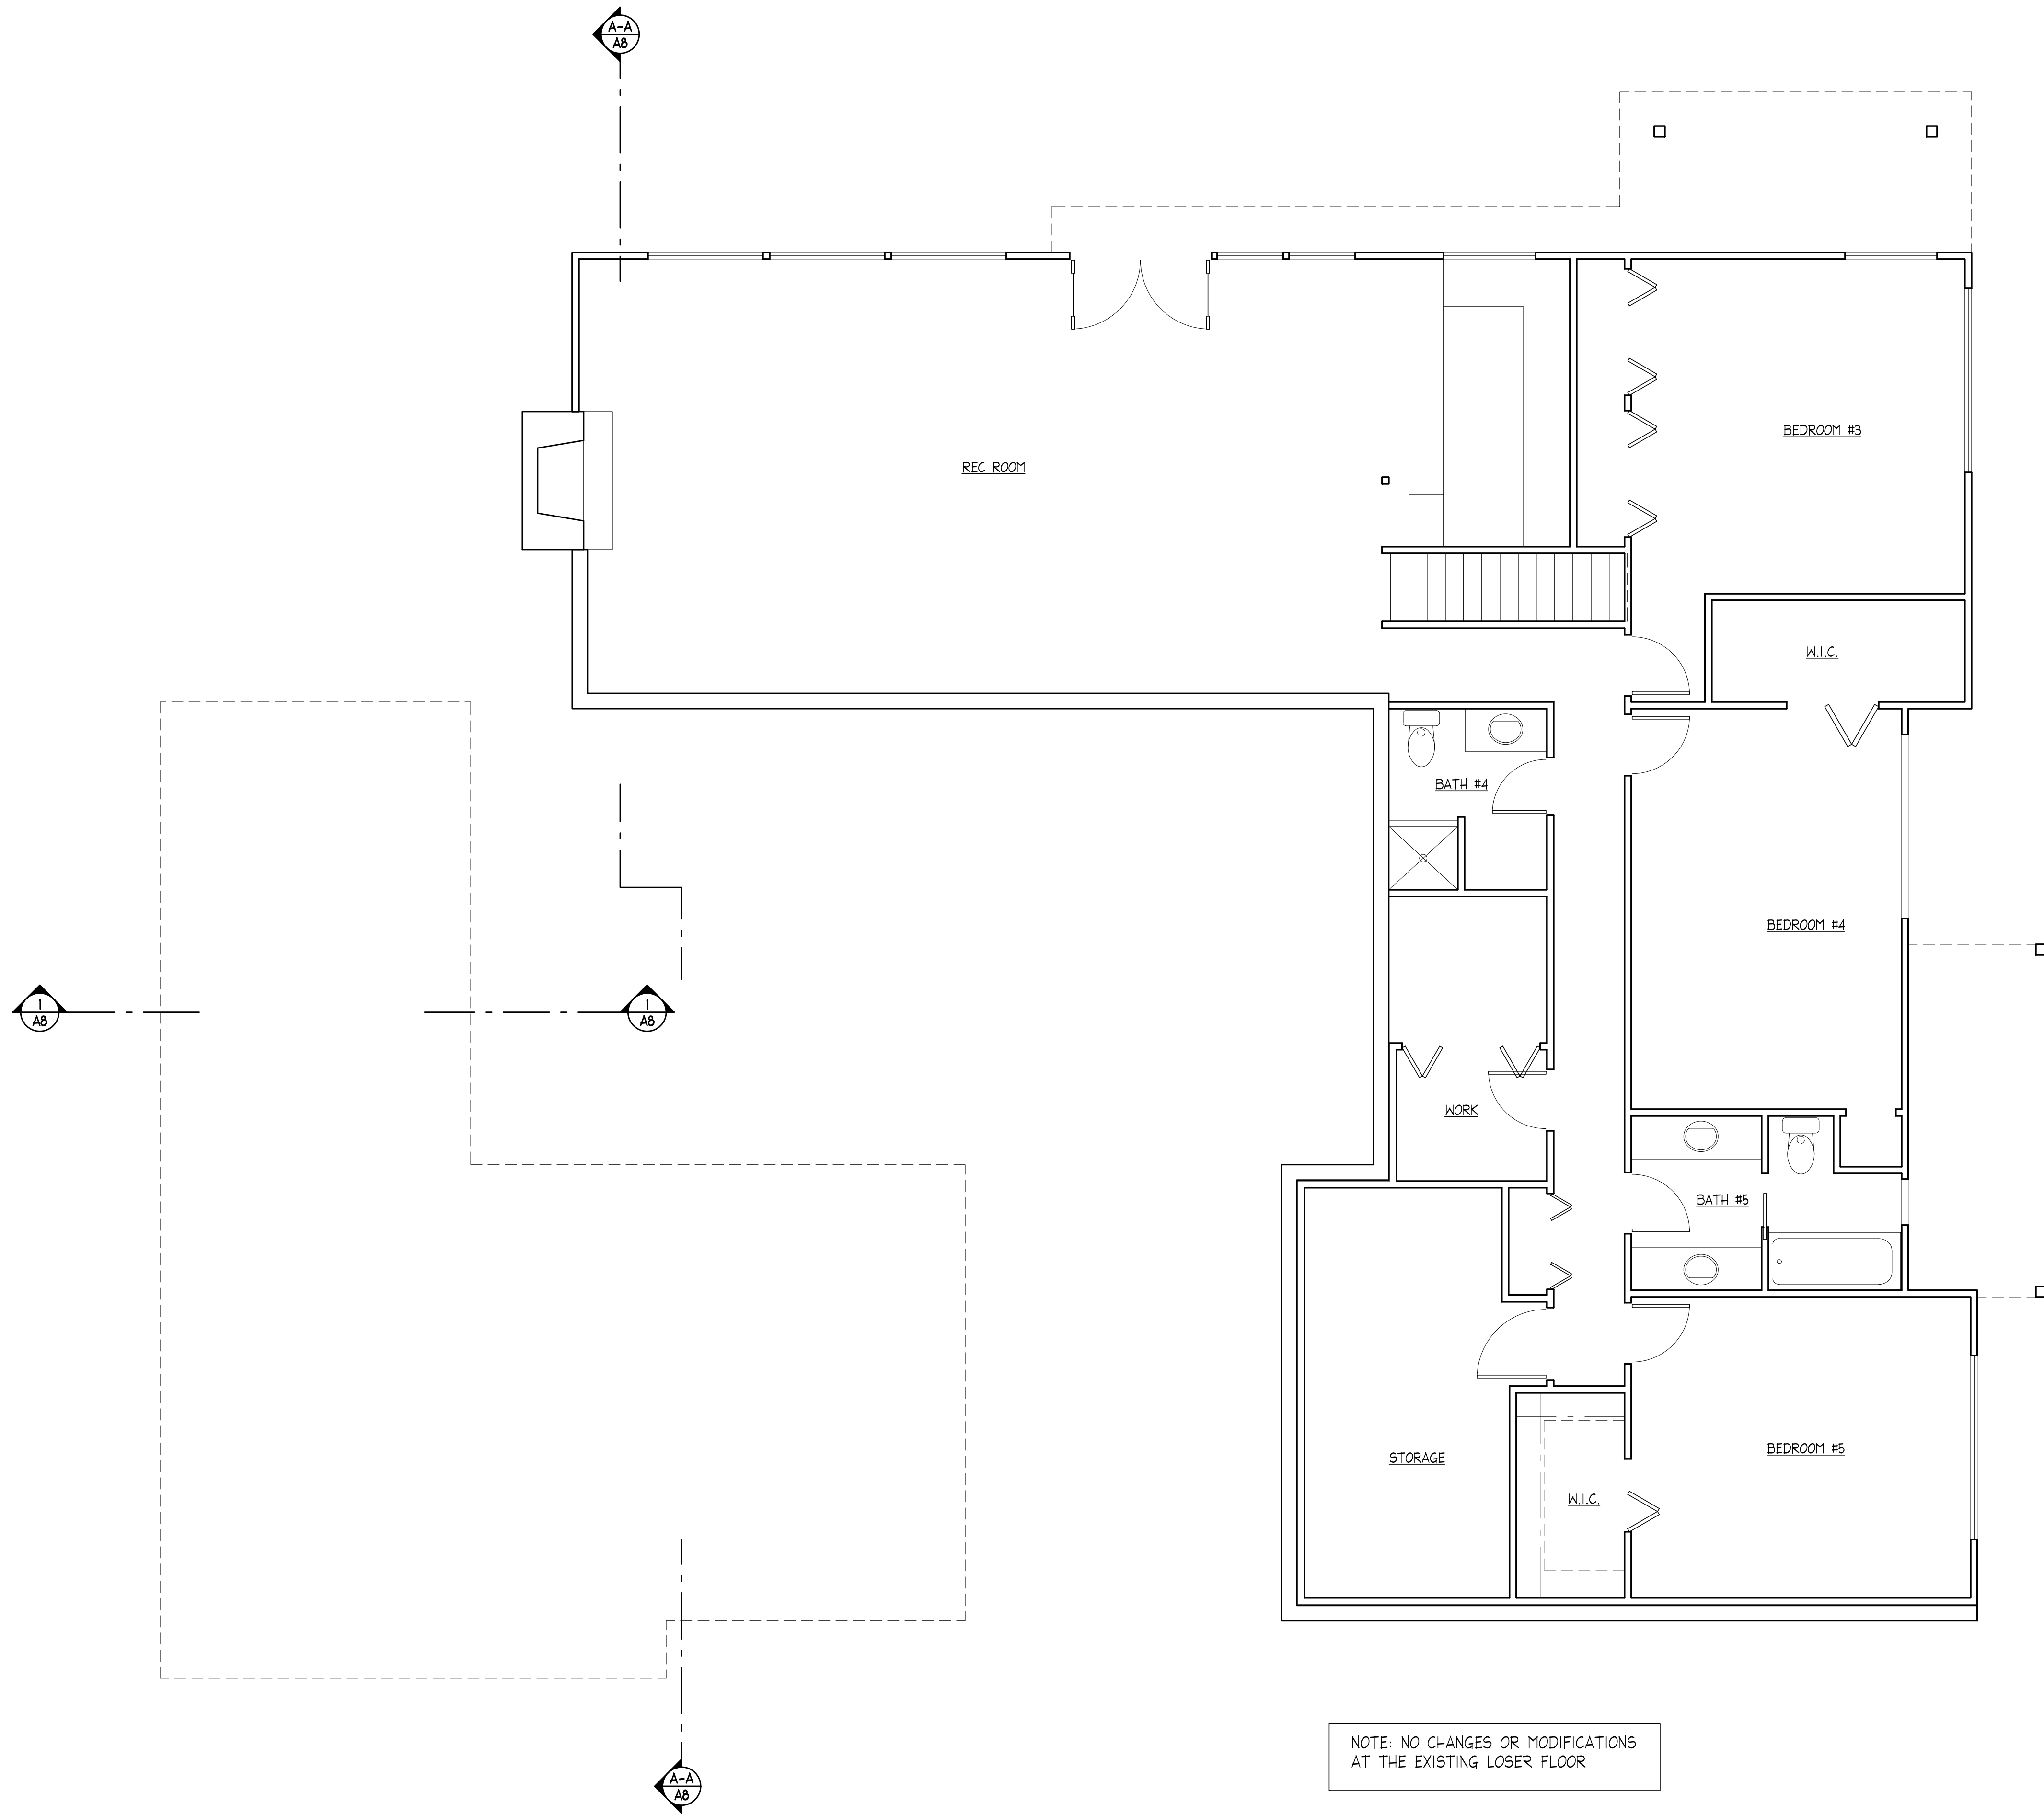 A-A
A8
REC ROOM
BEDROOM #3
W.I.C.
BATH #4
BEDROOM #4
1
A8
1
A8
WORK
BATH #5
STORAGE
BEDROOM #5
W.I.C.
NOTE: NO CHANGES OR MODIFICATIONS
AT THE EXISTING LOSER FLOOR
A-A
A8